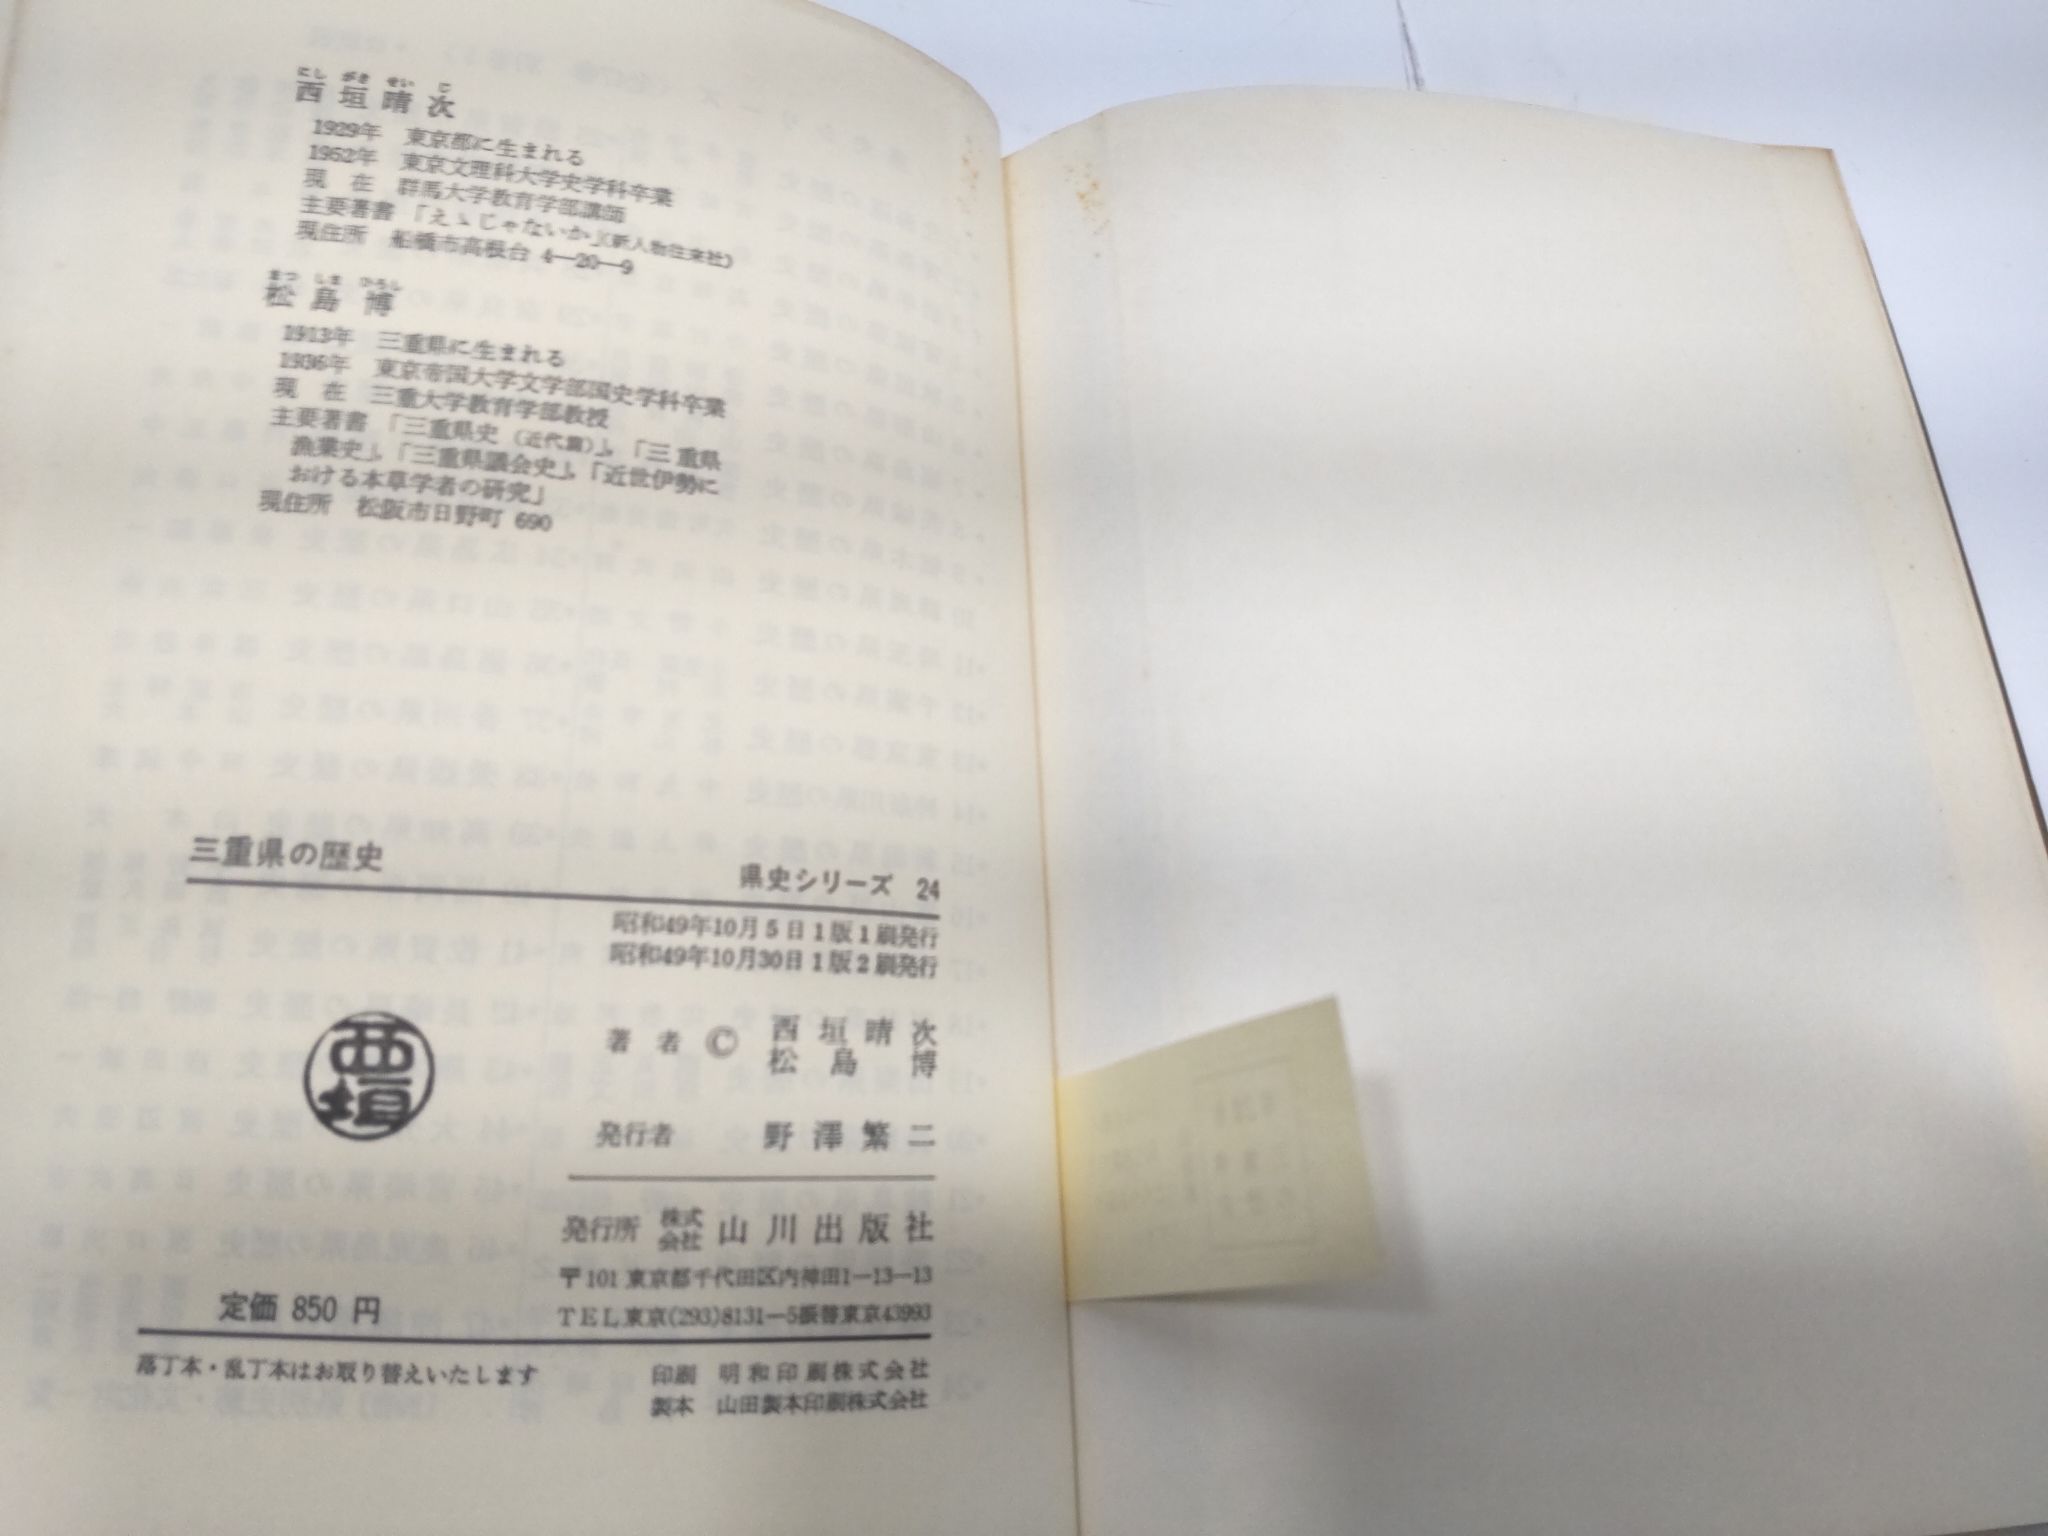 にし がき せい じ
西垣晴次
1929年 東京都に生まれる
1952年 東京文理科大学史学科卒業
現在 群馬大学教育学部講師
主要著書 「えゝじゃないか」(新人物往来社)
現住所 船橋市高根台 4—20—9
まつ しま ひろし
松島博
1913年 三重県に生まれる
1936年 東京帝国大学文学部国史学科卒業
現在 三重大学教育学部教授
主要著書 「三重県史(近代篇)」,「三重県
漁業史」,「三重県議会史」,「近世伊勢に
おける本草学者の研究」
現住所 松阪市日野町 690
三重県の歴史
県史シリーズ 24
昭和49年10月5日1版1刷発行
昭和49年10月30日1版2刷発行
著者 © 西垣晴次
松島博
西垣
発行者 野澤繁二
発行所 株式会社 山川出版社
〒101 東京都千代田区内神田1—13—13
TEL東京(293)8131—5振替東京43993
定価 850 円
落丁本・乱丁本はお取り替えいたします
印刷 明和印刷株式会社
製本 山田製本印刷株式会社